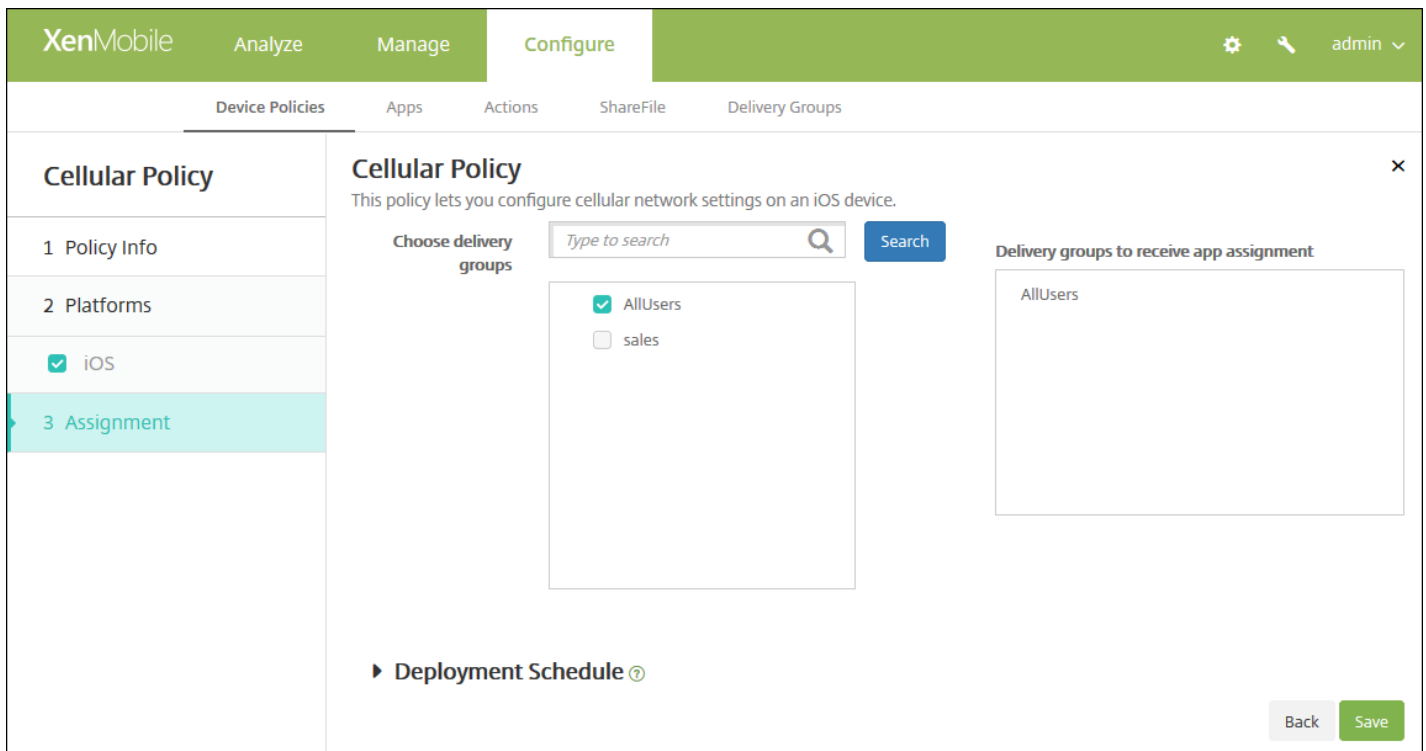 XenMobile Analyze Manage Configure admin
Device Policies Apps Actions ShareFile Delivery Groups
Cellular Policy
1 Policy Info
2 Platforms
iOS
3 Assignment
Cellular Policy
This policy lets you configure cellular network settings on an iOS device.
Choose delivery
groups
Type to search
Search
AllUsers
sales
Delivery groups to receive app assignment
AllUsers
Deployment Schedule ?
Back Save